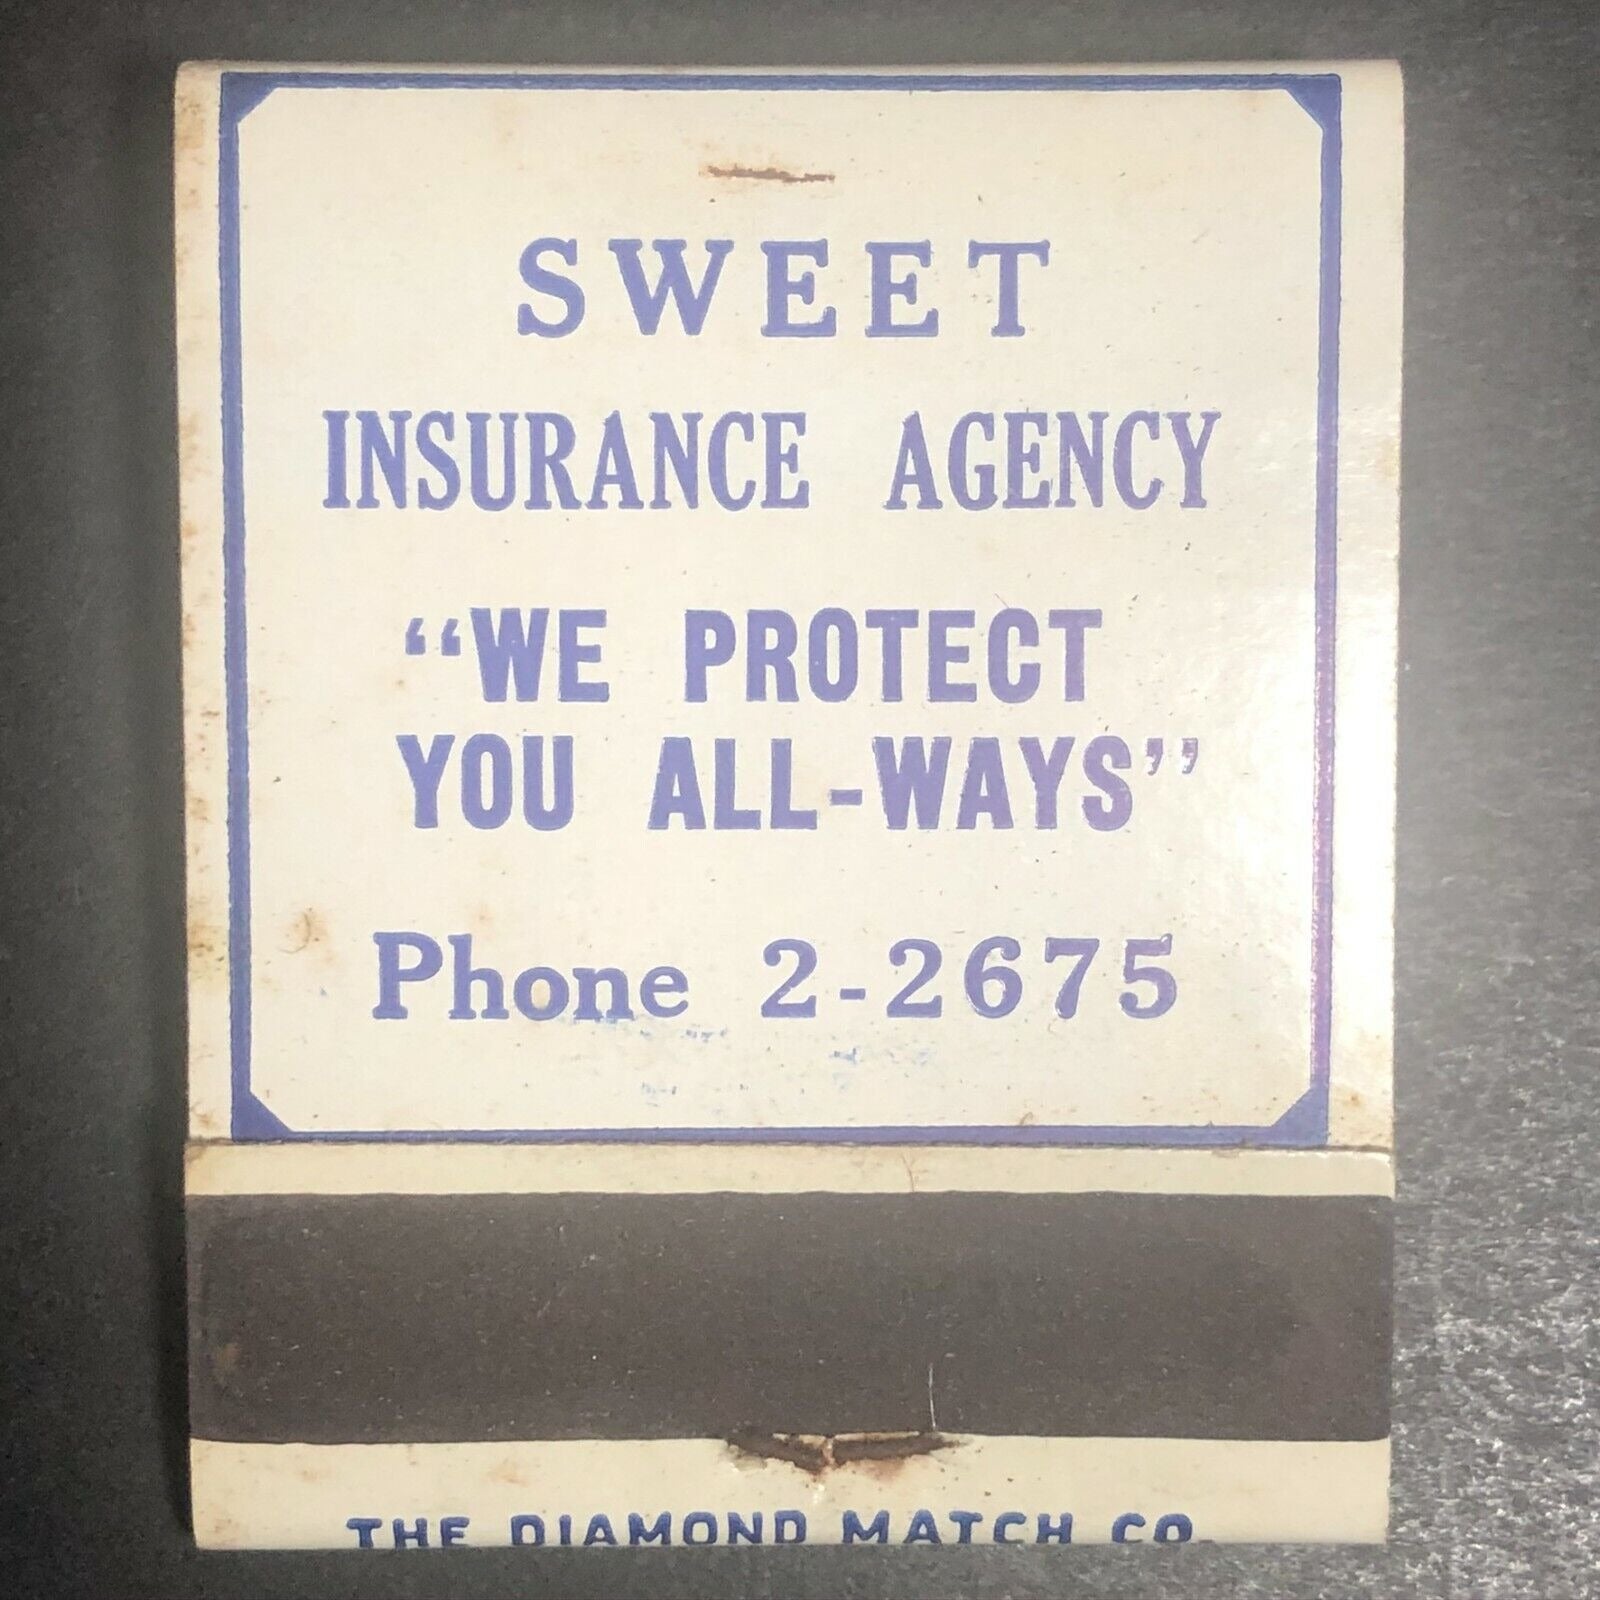 SWEET
INSURANCE AGENCY
“WE PROTECT
YOU ALL-WAYS”
Phone 2-2675
THE DIAMOND MATCH CO.